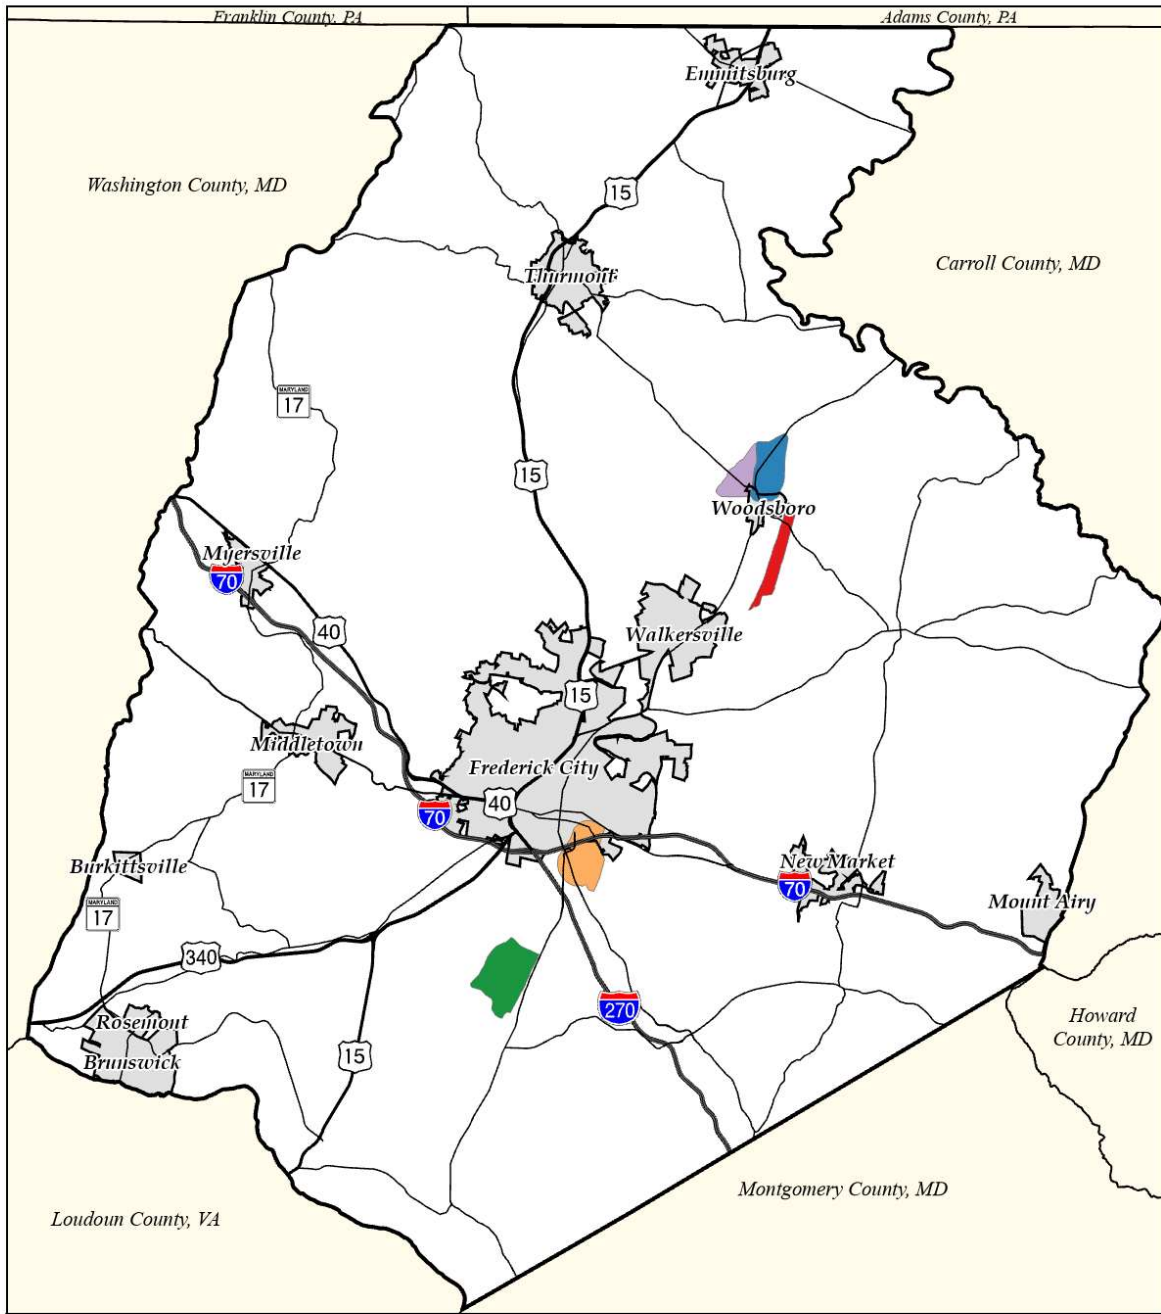 Franklin County, PA
Adams County, PA
Emmitsburg
Washington County, MD
15
Thurmont
Carroll County, MD
MARYLAND
17
15
Woodsboro
Myersville
70
40
Walkersville
15
Middletown
Frederick City
MARYLAND
17
40
70
Burkittsville
New Market
70
Mount Airy
MARYLAND
17
340
270
Rosemont
Howard
County, MD
Brunswick
15
Montgomery County, MD
Loudoun County, VA